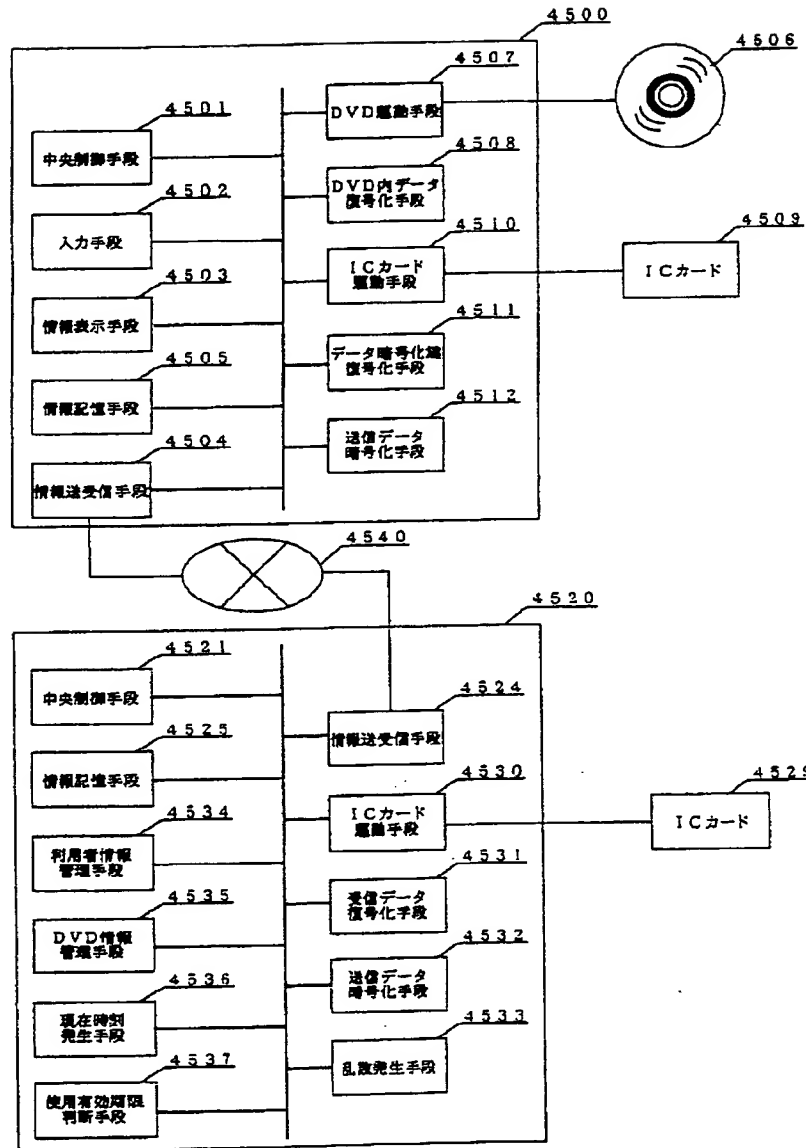 4500
4506
4507
DVD駆動手段
4501
中央制御手段
4508
DVD内データ
復号化手段
4502
入力手段
4510
ICカード
駆動手段
4509
ICカード
4503
情報表示手段
4511
データ暗号化鍵
復号化手段
4505
情報記憶手段
4512
送信データ
暗号化手段
4504
情報送受信手段
4540
4520
4521
中央制御手段
4524
情報送受信手段
4525
情報記憶手段
4530
ICカード
駆動手段
4529
ICカード
4534
利用者情報
管理手段
4531
受信データ
復号化手段
4535
DVD情報
管理手段
4532
送信データ
暗号化手段
4536
現在時刻
発生手段
4533
乱数発生手段
4537
使用有効期限
判断手段